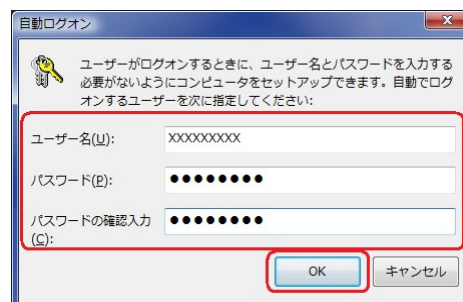 自動ログオン
ユーザーがログオンするときに、ユーザー名とパスワードを入力する
必要がないようにコンピュータをセットアップできます。自動でログ
オンするユーザーを次に指定してください:
ユーザー名(U): XXXXXXXXX
パスワード(P): ●●●●●●●●
パスワードの確認入力 ●●●●●●●●
(C):
OK キャンセル